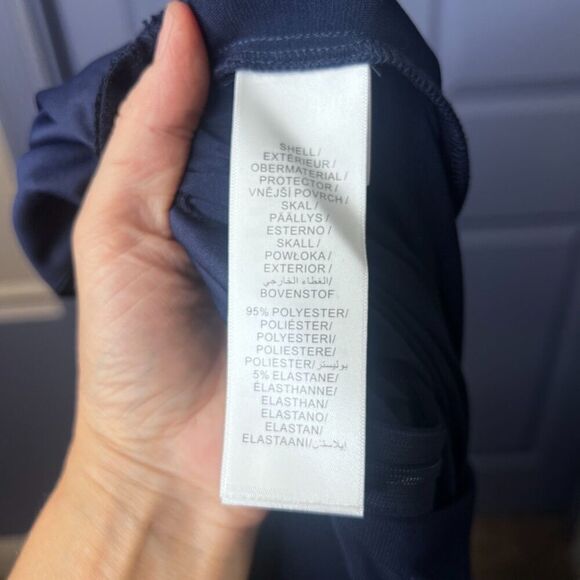 SHELL/
EXTÉRIEUR/
OBERMATERIAL/
PROTECTOR/
VNĚJŠÍ POVRCH/
SKAL/
PÄÄLLYS/
ESTERNO/
SKALL/
POWŁOKA/
EXTERIOR/
الغطاء الخارجي/
BOVENSTOF
95% POLYESTER/
POLIÉSTER/
POLYESTERI/
POLIESTERE/
POLIESTER/بوليستر/
5% ELASTANE/
ÉLASTHANNE/
ELASTHAN/
ELASTANO/
ELASTAN/
ELASTAANI/إيلاستان/